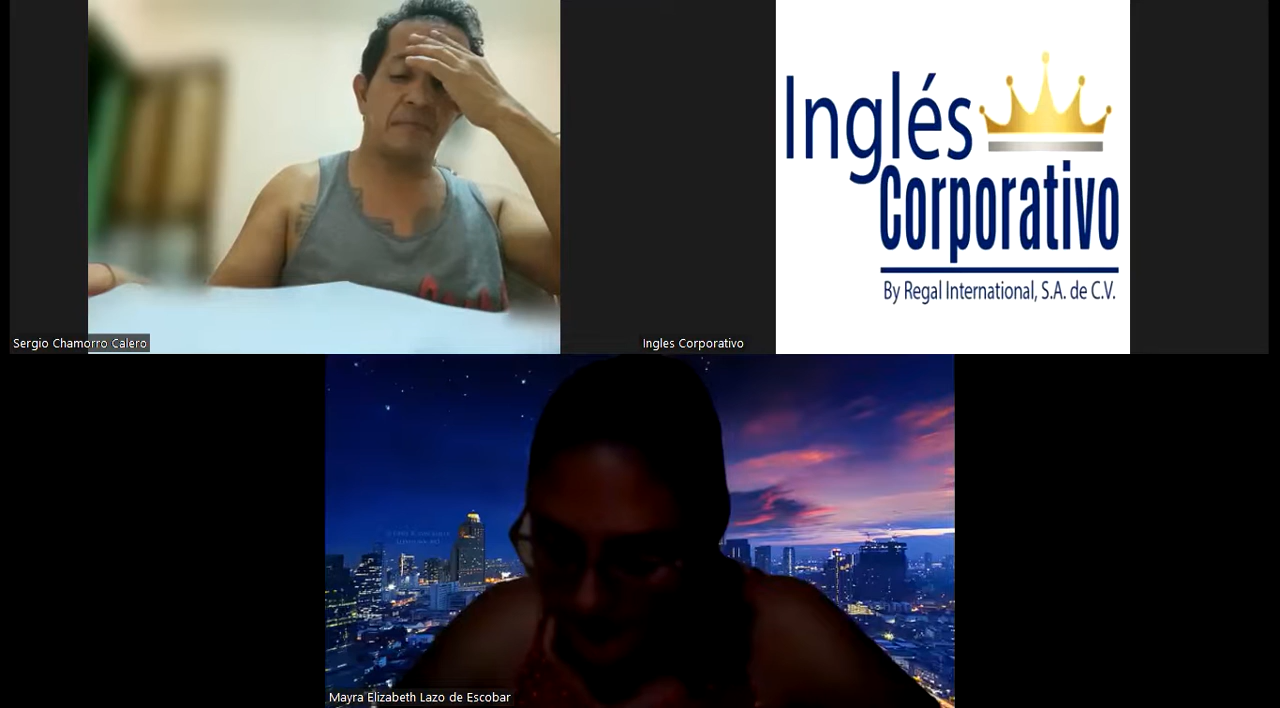 Inglés
Corporativo
By Regal International, S.A. de C.V.
Sergio Chamorro Calero
Ingles Corporativo
Mayra Elizabeth Lazo de Escobar